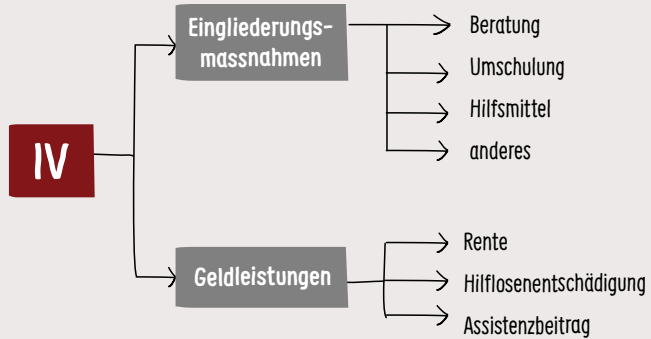 IV
Eingliederungs-
massnahmen
Beratung
Umschulung
Hilfsmittel
anderes
Geldleistungen
Rente
Hilflosenentschädigung
Assistenzbeitrag